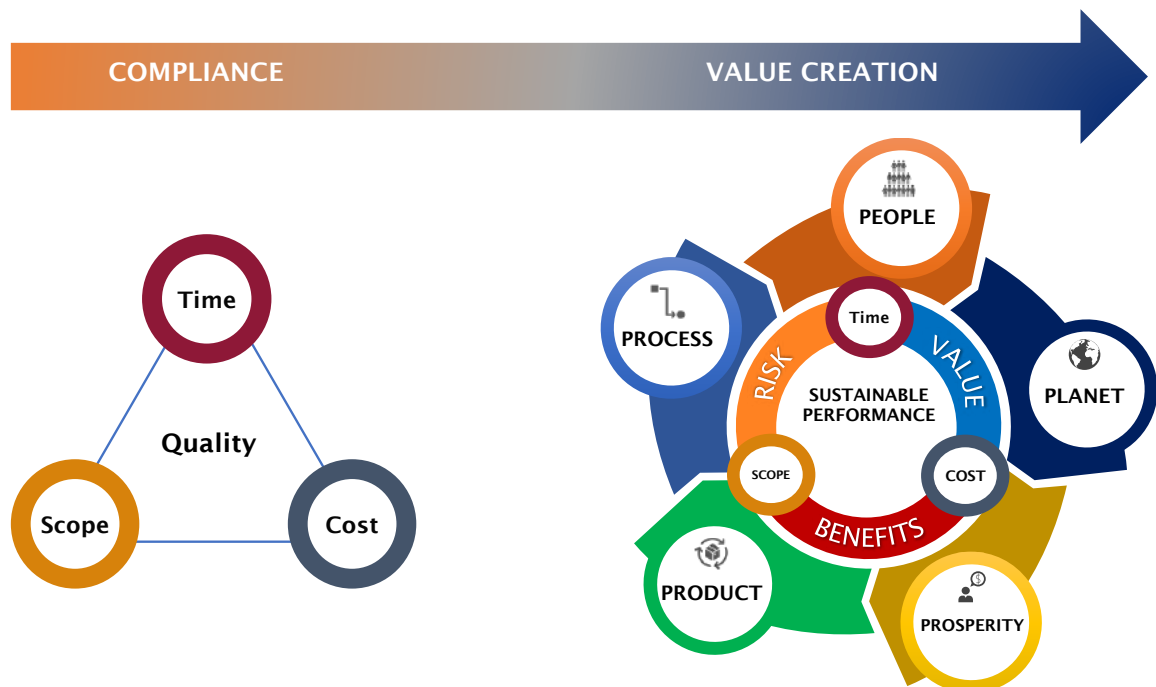 COMPLIANCE
VALUE CREATION
Time
Quality
Scope
Cost
PEOPLE
PROCESS
PLANET
PRODUCT
PROSPERITY
Time
RISK
VALUE
SUSTAINABLE
PERFORMANCE
SCOPE
COST
BENEFITS
$